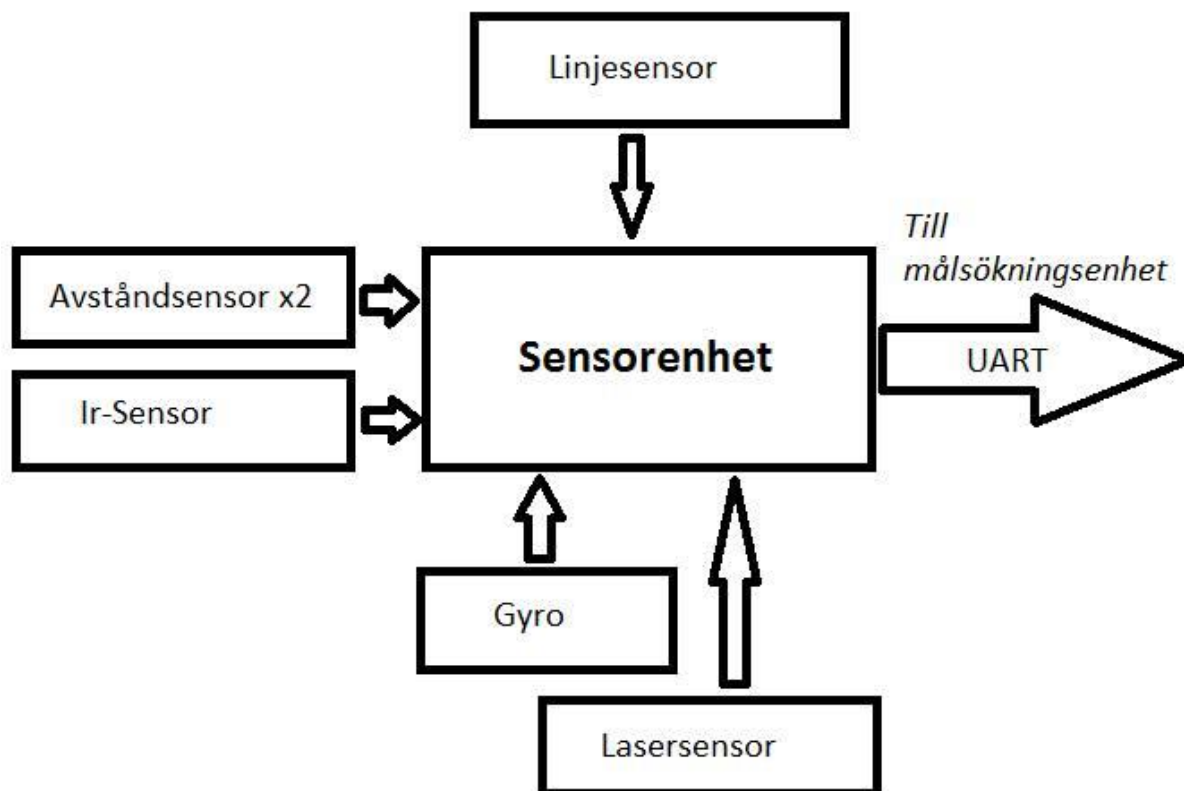 Linjesensor
Till
målsökningsenhet
Avståndsensor x2
Sensorenhet
UART
Ir-Sensor
Gyro
Lasersensor